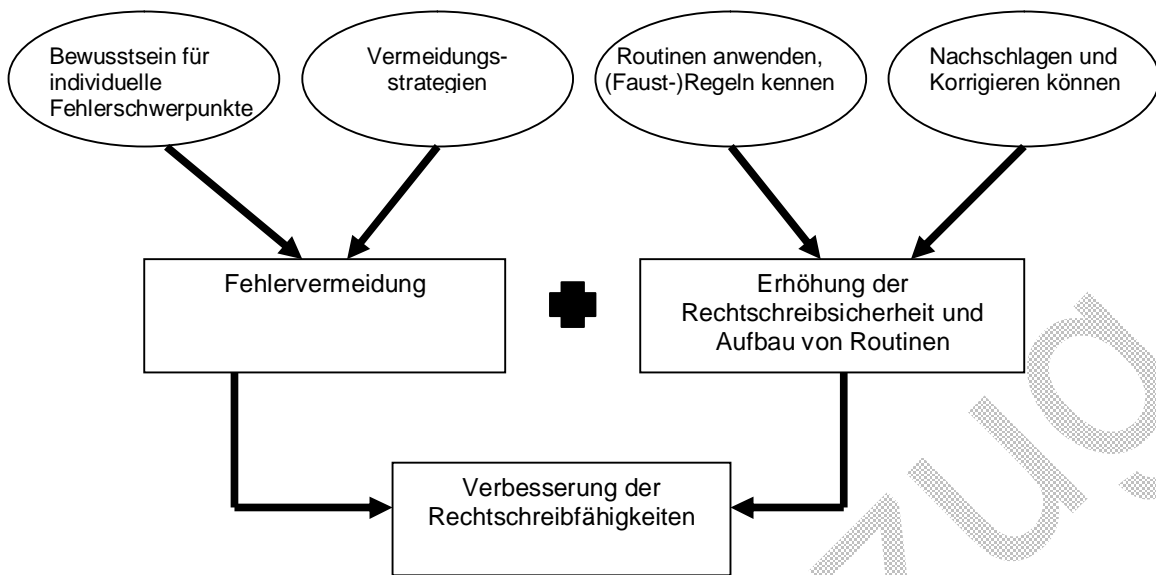 Bewusstsein für
individuelle
Fehlerschwerpunkte
Vermeidungs-
strategien
Routinen anwenden,
(Faust-)Regeln kennen
Nachschlagen und
Korrigieren können
Fehlervermeidung
Erhöhung der
Rechtschreibsicherheit und
Aufbau von Routinen
Verbesserung der
Rechtschreibfähigkeiten
zug